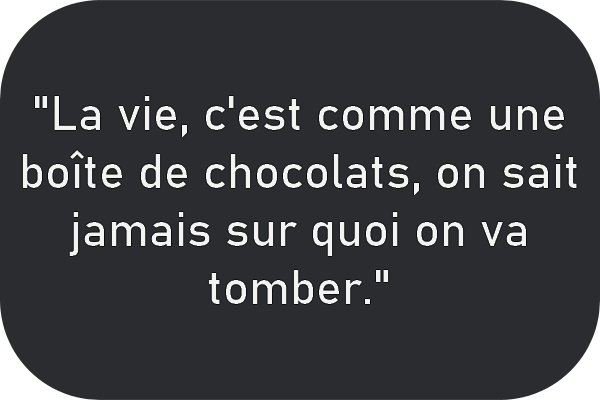 "La vie, c'est comme une
boîte de chocolats, on sait
jamais sur quoi on va
tomber."